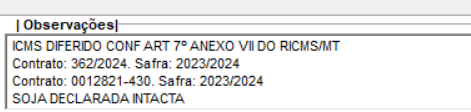 | Observações|
ICMS DIFERIDO CONF ART 7º ANEXO VII DO RICMS/MT
Contrato: 362/2024. Safra: 2023/2024
Contrato: 0012821-430. Safra: 2023/2024
SOJA DECLARADA INTACTA